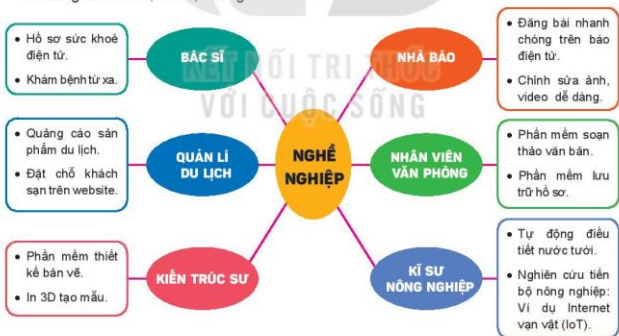 • Hồ sơ sức khoẻ
điện tử.
• Khám bệnh từ xa.
BÁC SĨ
NHÀ BÁO
• Đăng bài nhanh
chóng trên báo
điện tử.
• Chỉnh sửa ảnh,
video dễ dàng.
KẾT NỐI TRI THỨC
VỚI CUỘC SỐNG
• Quảng cáo sản
phẩm du lịch.
• Đặt chỗ khách
sạn trên website.
QUẢN LÍ
DU LỊCH
NGHỀ
NGHIỆP
NHÂN VIÊN
VĂN PHÒNG
• Phần mềm soạn
thảo văn bản.
• Phần mềm lưu
trữ hồ sơ.
• Phần mềm thiết
kế bản vẽ.
• In 3D tạo mẫu.
KIẾN TRÚC SƯ
KĨ SƯ
NÔNG NGHIỆP
• Tự động điều
tiết nước tưới.
• Nghiên cứu tiến
bộ nông nghiệp:
Ví dụ Internet
vạn vật (IoT).